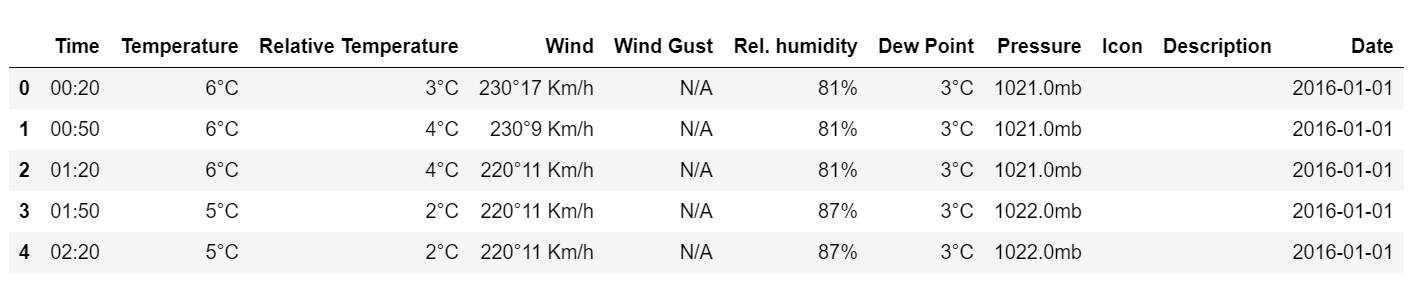 Time Temperature Relative Temperature Wind Wind Gust Rel. humidity Dew Point Pressure Icon Description Date
0 00:20 6°C 3°C 230°17 Km/h N/A 81% 3°C 1021.0mb 2016-01-01
1 00:50 6°C 4°C 230°9 Km/h N/A 81% 3°C 1021.0mb 2016-01-01
2 01:20 6°C 4°C 220°11 Km/h N/A 81% 3°C 1021.0mb 2016-01-01
3 01:50 5°C 2°C 220°11 Km/h N/A 87% 3°C 1022.0mb 2016-01-01
4 02:20 5°C 2°C 220°11 Km/h N/A 87% 3°C 1022.0mb 2016-01-01